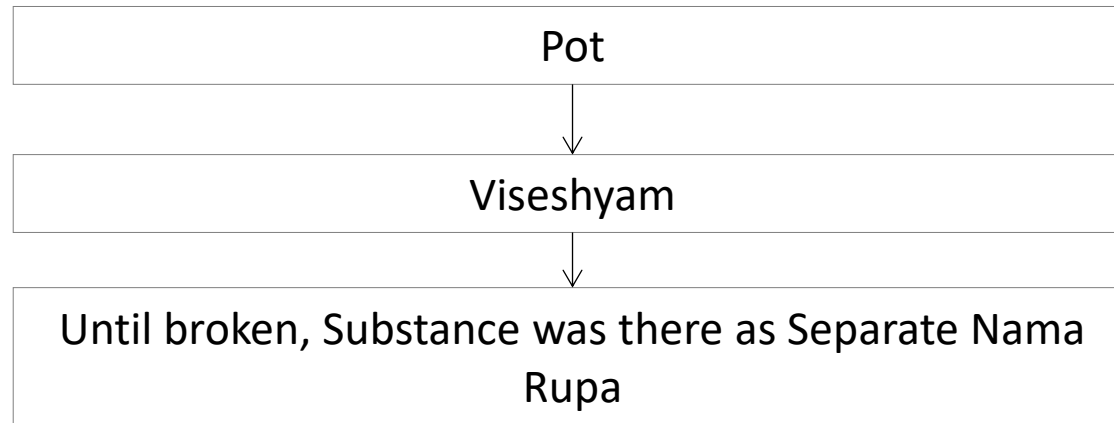 Pot
Viseshyam
Until broken, Substance was there as Separate Nama
Rupa